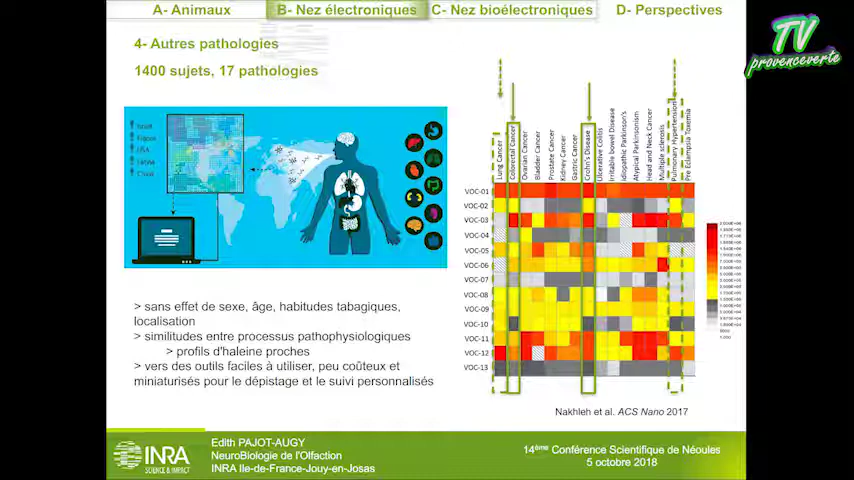 A- Animaux
B- Nez électroniques
C- Nez bioélectroniques
D- Perspectives
TV
provenceverte
4- Autres pathologies
1400 sujets, 17 pathologies
Israel
France
USA
Latvia
China
Lung Cancer
Colorectal Cancer
Ovarian Cancer
Bladder Cancer
Prostate Cancer
Kidney Cancer
Gastric Cancer
Crohn's Disease
Ulcerative Colitis
Irritable bowel Disease
Idiopathic Parkinson's
Atypical Parkinsonism
Head and Neck Cancer
Multiple sclerosis
Pulmonary Hypertension
Pre Eclampsia Toxemia
VOC-01
VOC-02
VOC-03
VOC-04
VOC-05
VOC-06
VOC-07
VOC-08
VOC-09
VOC-10
VOC-11
VOC-12
VOC-13
> sans effet de sexe, âge, habitudes tabagiques,
localisation
> similitudes entre processus pathophysiologiques
> profils d'haleine proches
> vers des outils faciles à utiliser, peu coûteux et
miniaturisés pour le dépistage et le suivi personnalisés
Nakhleh et al. ACS Nano 2017
INRA
SCIENCE & IMPACT
Edith PAJOT-AUGY
NeuroBiologie de l'Olfaction
INRA Ile-de-France-Jouy-en-Josas
14ème Conférence Scientifique de Néoules
5 octobre 2018